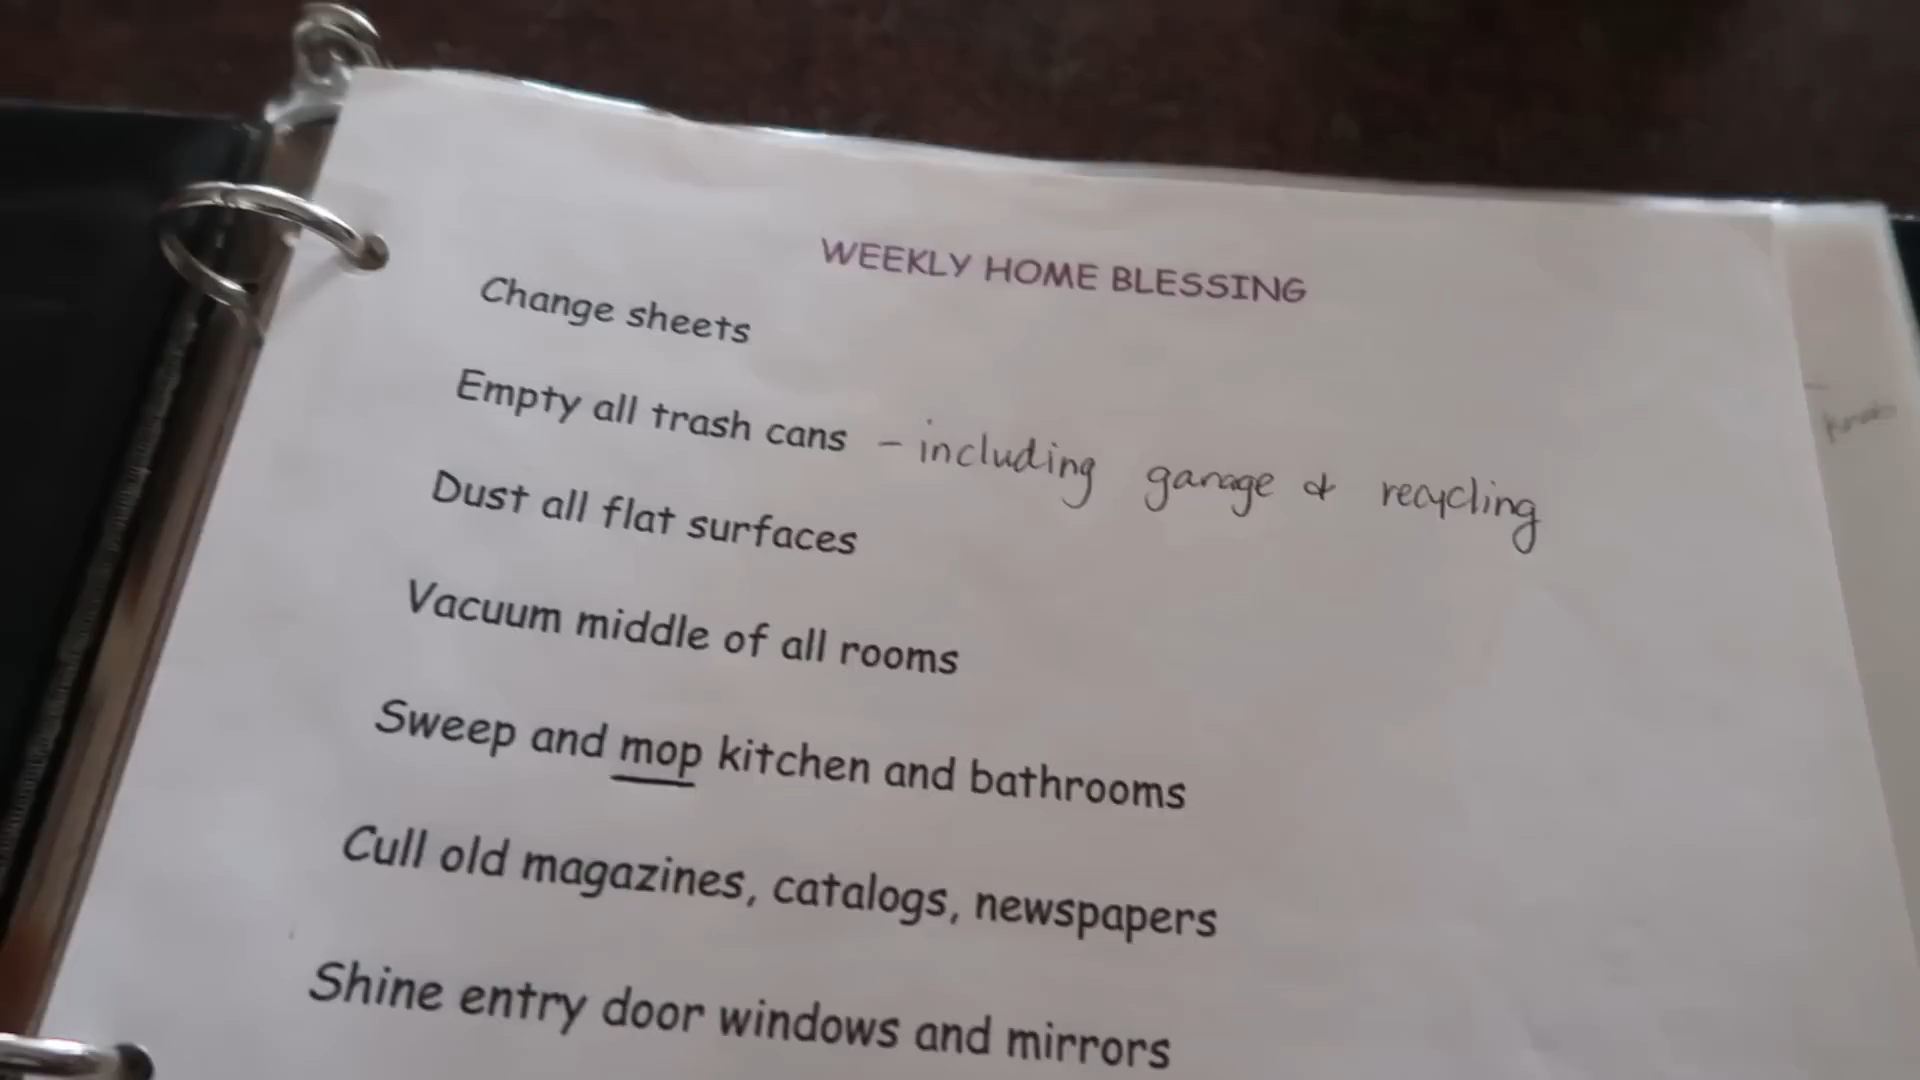 WEEKLY HOME BLESSING
Change sheets
Empty all trash cans - including garage & recycling
Dust all flat surfaces
Vacuum middle of all rooms
Sweep and mop kitchen and bathrooms
Cull old magazines, catalogs, newspapers
Shine entry door windows and mirrors